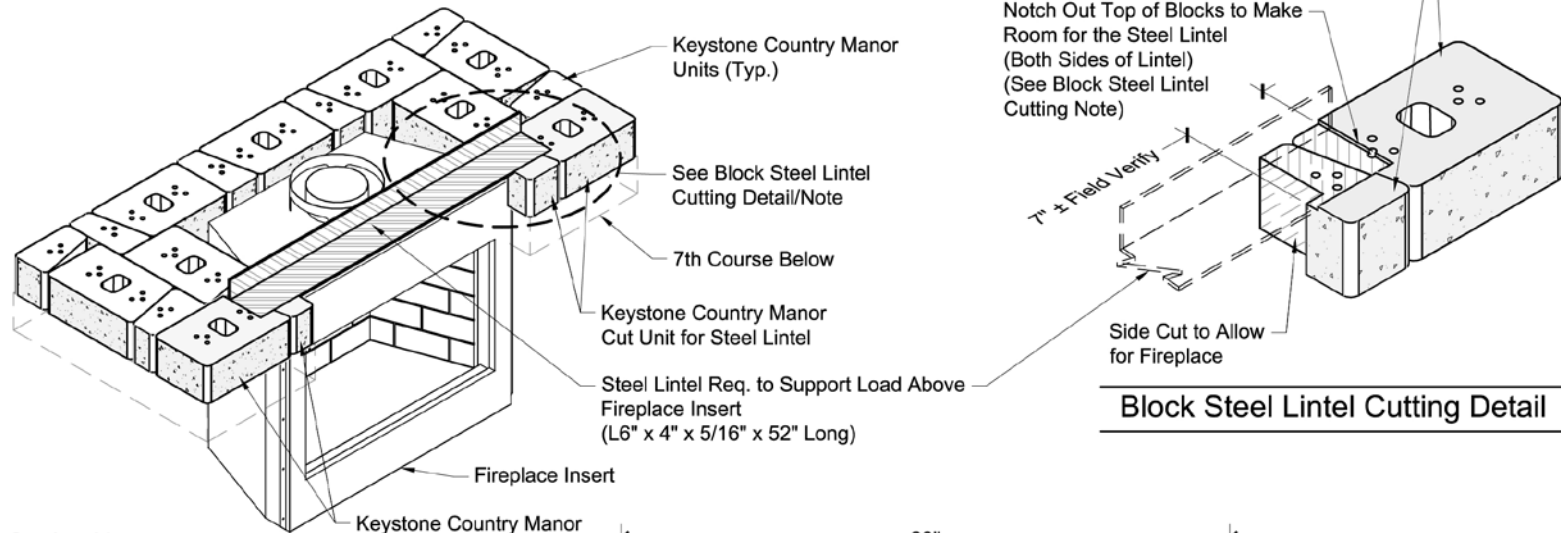 Keystone Country Manor
Units (Typ.)
See Block Steel Lintel
Cutting Detail/Note
7th Course Below
Keystone Country Manor
Cut Unit for Steel Lintel
Steel Lintel Req. to Support Load Above
Fireplace Insert
(L6" x 4" x 5/16" x 52" Long)
Fireplace Insert
Keystone Country Manor
Notch Out Top of Blocks to Make
Room for the Steel Lintel
(Both Sides of Lintel)
(See Block Steel Lintel
Cutting Note)
7" ± Field Verify
Side Cut to Allow
for Fireplace
Block Steel Lintel Cutting Detail